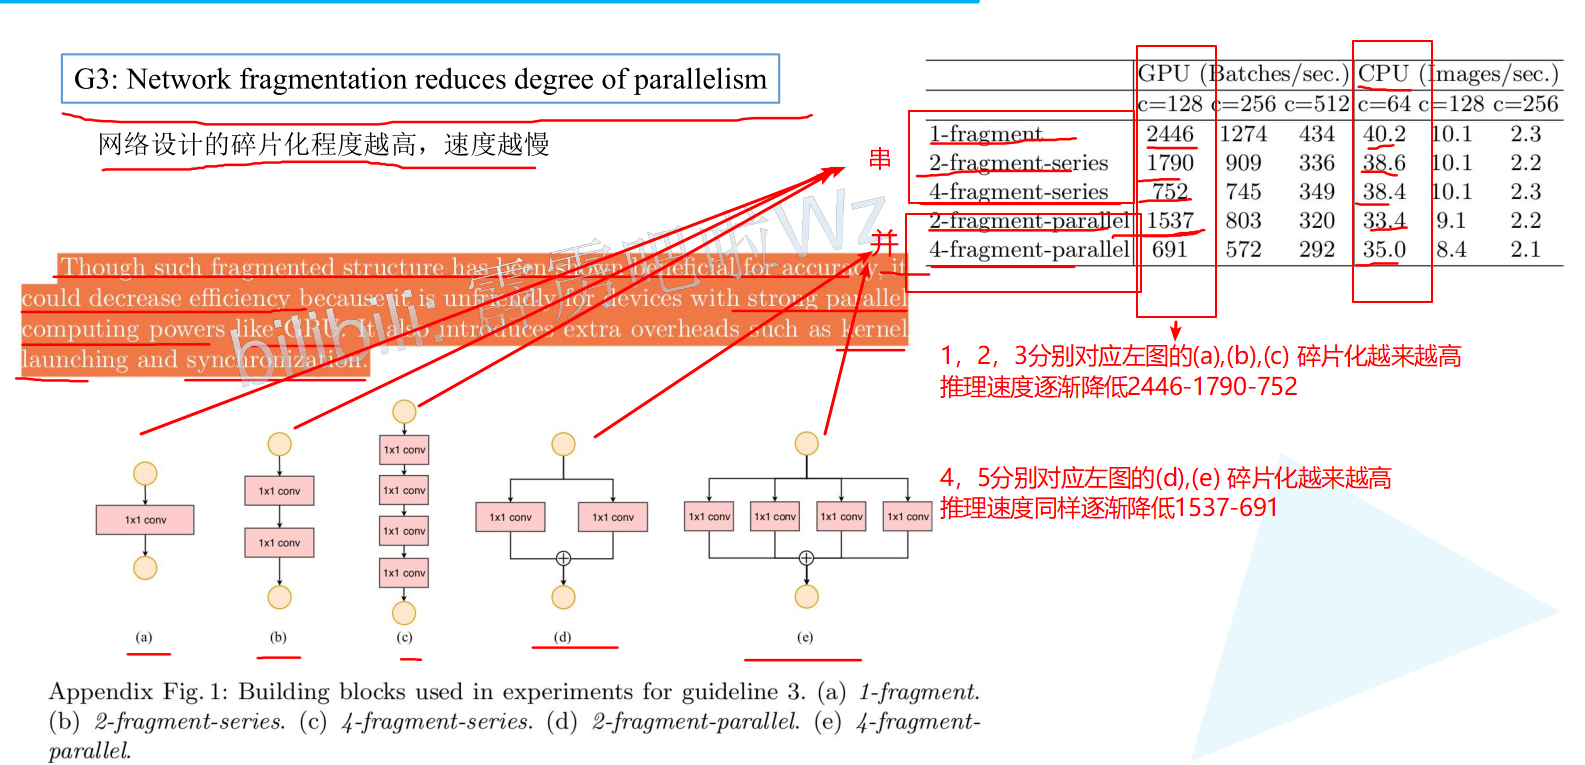 G3: Network fragmentation reduces degree of parallelism
网络设计的碎片化程度越高，速度越慢
Though such fragmented structure has been shown beneficial for accuracy, it
could decrease efficiency because it is unfriendly for devices with strong parallel
computing powers like GPU. It also introduces extra overheads such as kernel
launching and synchronization.
bilibili: 霹雳吧啦Wz
串
并
GPU (Batches/sec.) CPU (Images/sec.)
c=128 c=256 c=512 c=64 c=128 c=256
1-fragment 2446 1274 434 40.2 10.1 2.3
2-fragment-series 1790 909 336 38.6 10.1 2.2
4-fragment-series 752 745 349 38.4 10.1 2.3
2-fragment-parallel 1537 803 320 33.4 9.1 2.2
4-fragment-parallel 691 572 292 35.0 8.4 2.1
1，2，3分别对应左图的(a),(b),(c) 碎片化越来越高
推理速度逐渐降低2446-1790-752
4，5分别对应左图的(d),(e) 碎片化越来越高
推理速度同样逐渐降低1537-691
1x1 conv
1x1 conv
1x1 conv
1x1 conv
1x1 conv
1x1 conv
1x1 conv
1x1 conv 1x1 conv
1x1 conv 1x1 conv 1x1 conv 1x1 conv
(a) (b) (c) (d) (e)
Appendix Fig. 1: Building blocks used in experiments for guideline 3. (a) 1-fragment.
(b) 2-fragment-series. (c) 4-fragment-series. (d) 2-fragment-parallel. (e) 4-fragment-
parallel.